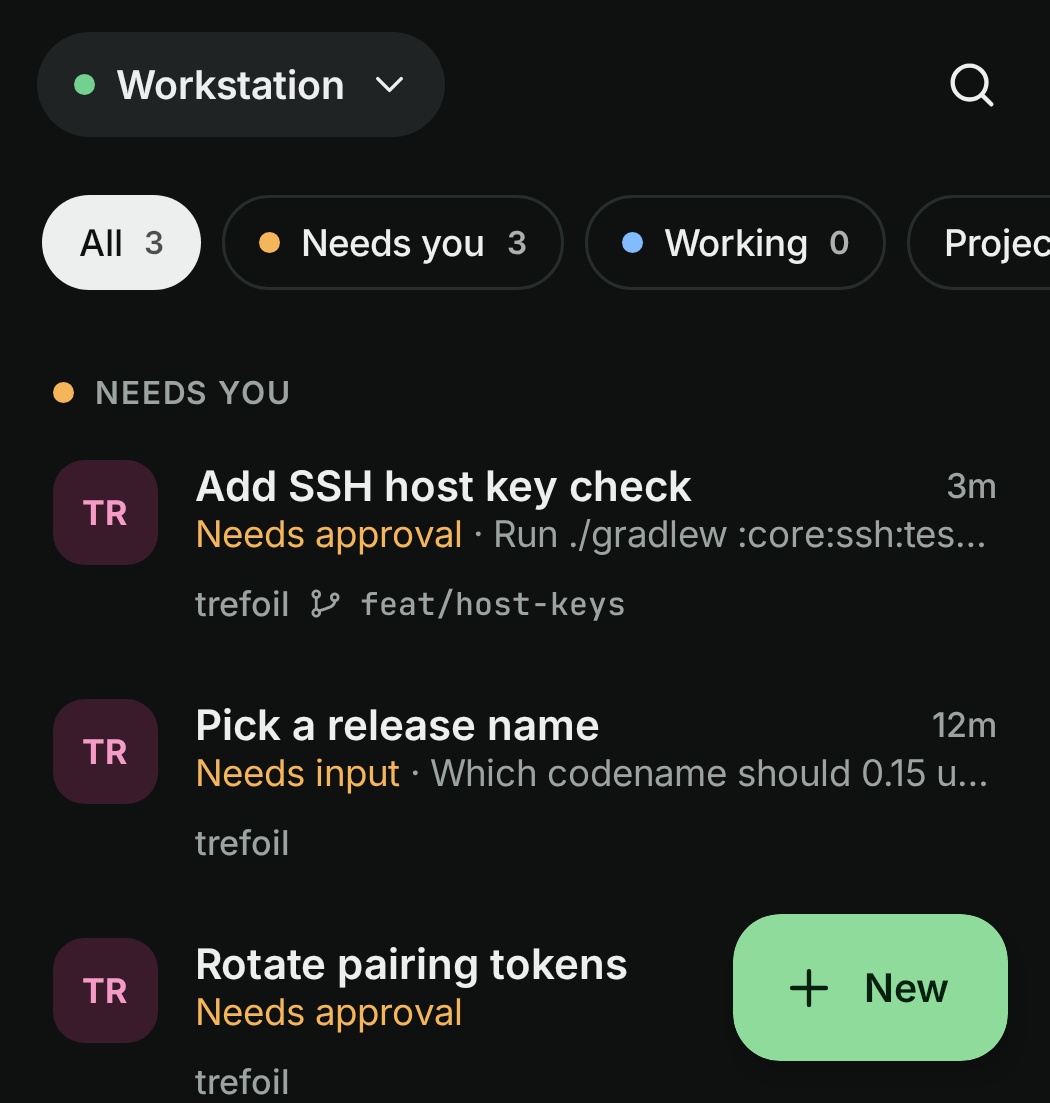 Workstation
All 3 Needs you 3 Working 0 Projec
NEEDS YOU
TR Add SSH host key check 3m
Needs approval · Run ./gradlew :core:ssh:tes...
trefoil feat/host-keys
TR Pick a release name 12m
Needs input · Which codename should 0.15 u...
trefoil
TR Rotate pairing tokens
Needs approval
New
trefoil